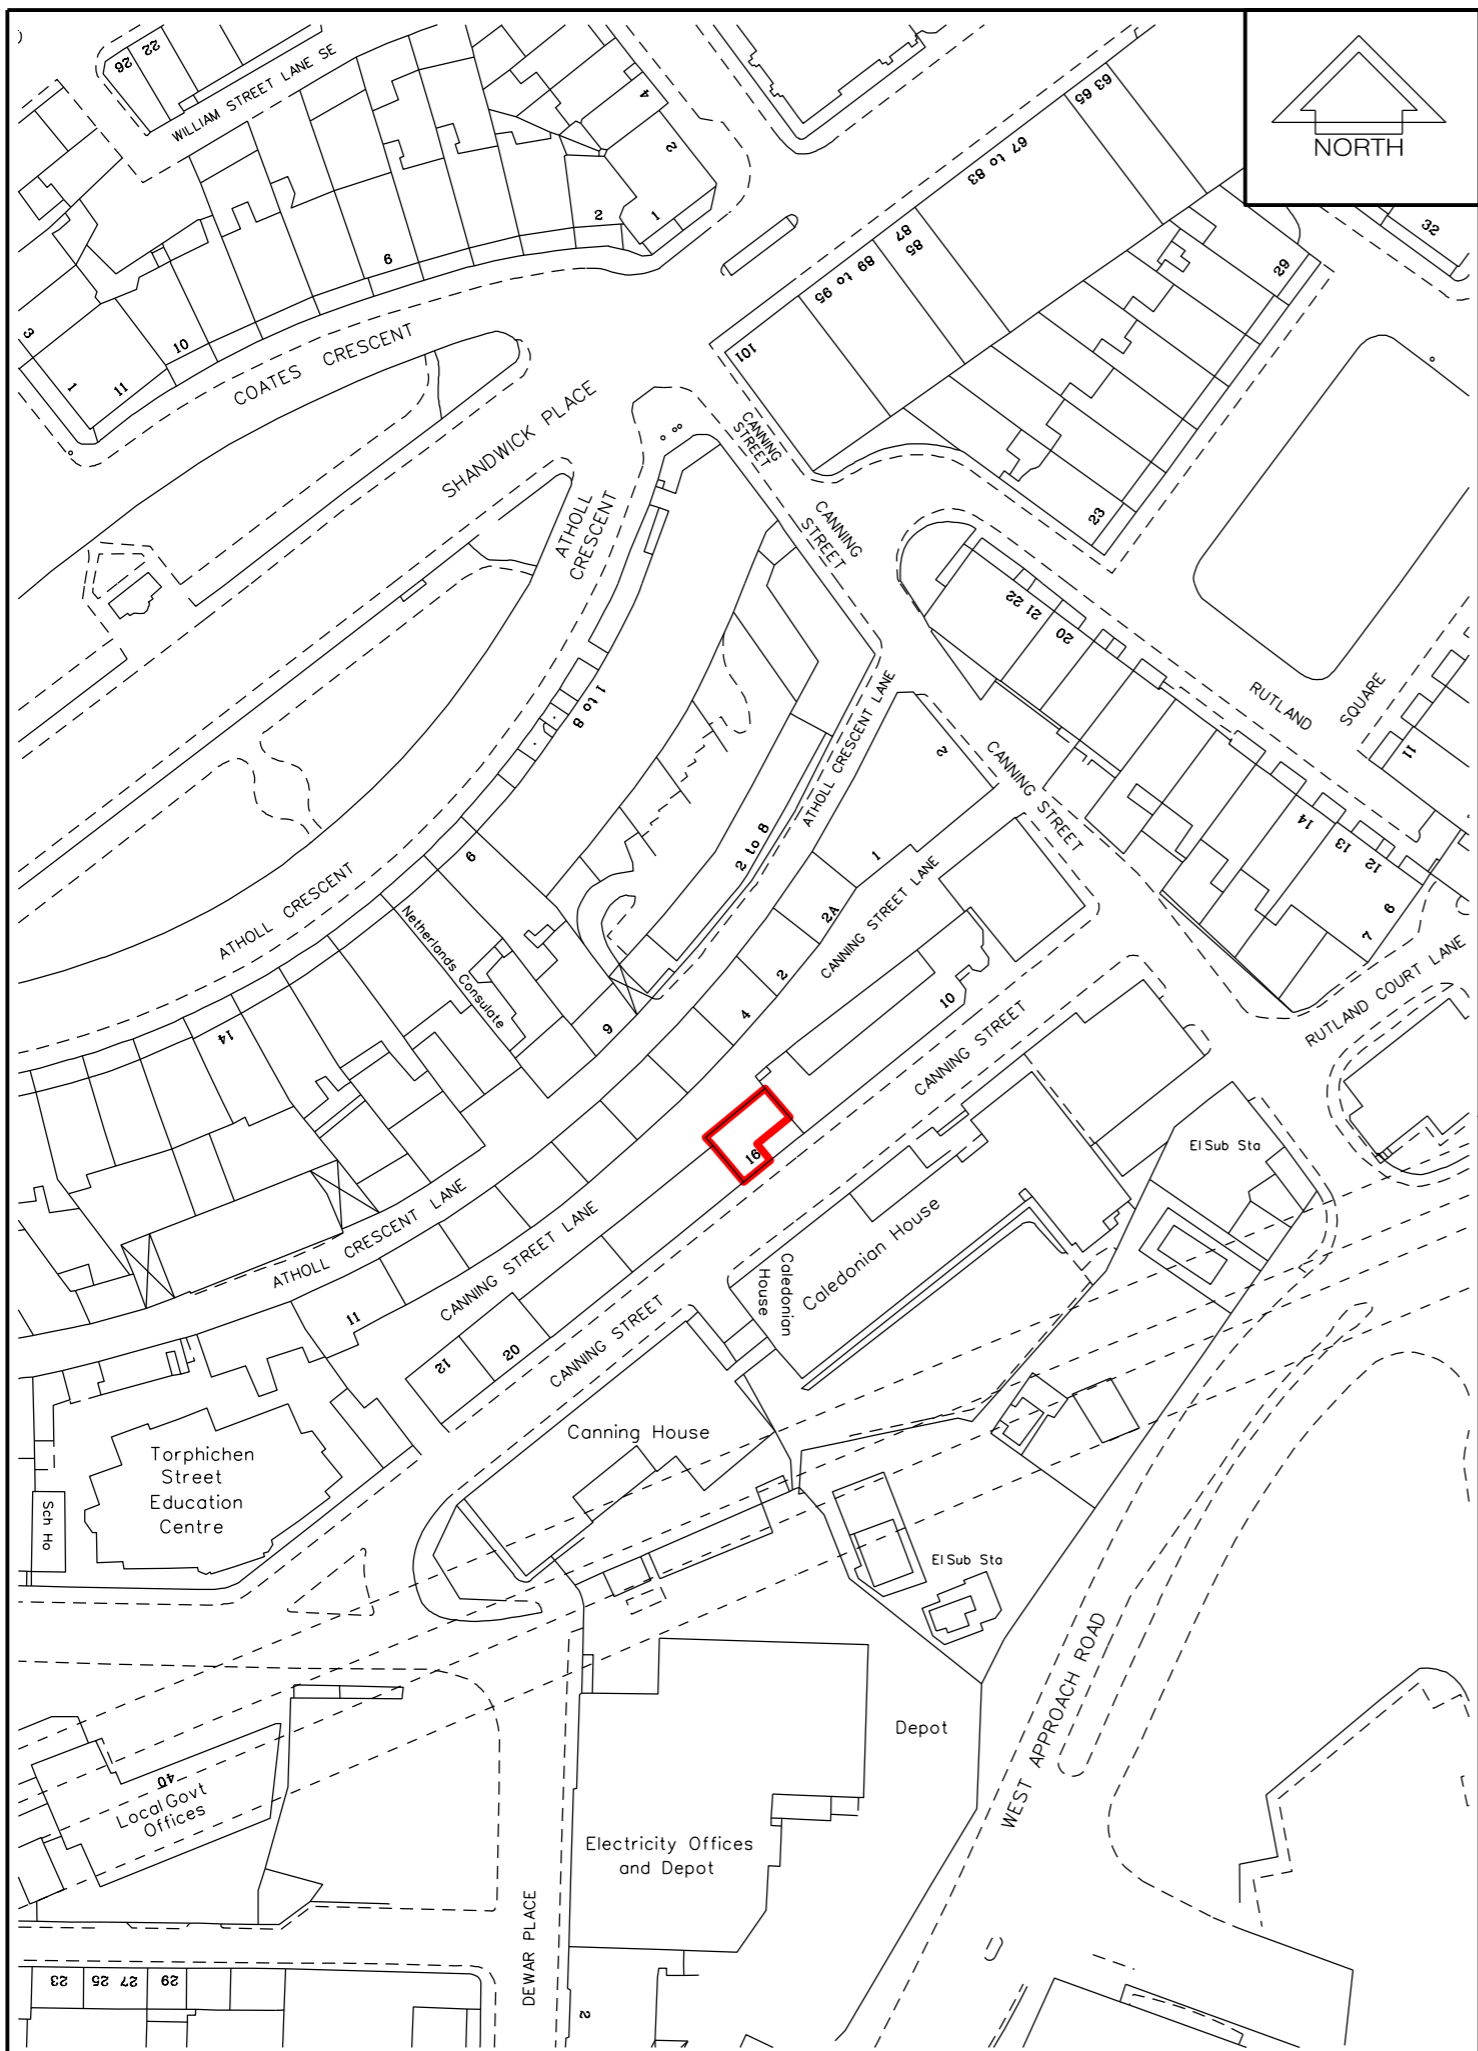 26
22
WILLIAM STREET LANE SE
4
2
63 65
NORTH
67 to 83
32
2
1
6
87
85
89 to 95
62
3
10
1
11
COATES CRESCENT
101
SHANDWICK PLACE
CANNING
STREET
ATHOLL
CRESCENT
CANNING
STREET
23
22 21
20
1 to 8
RUTLAND
SQUARE
11
ATHOLL CRESCENT LANE
2
CANNING STREET
14
13
12
2 to 8
1
6
ATHOLL CRESCENT
Netherlands Consulate
2A
CANNING STREET LANE
6
7
RUTLAND COURT LANE
2
4
10
9
CANNING STREET
14
16
El Sub Sta
ATHOLL CRESCENT LANE
CANNING STREET LANE
Caledonian House
Caledonian
House
11
CANNING STREET
12
20
Canning House
Torphichen
Street
Education
Centre
Sch Ho
El Sub Sta
WEST APPROACH ROAD
Depot
40
Local Govt
Offices
Electricity Offices
and Depot
DEWAR PLACE
23
25
27
29
2